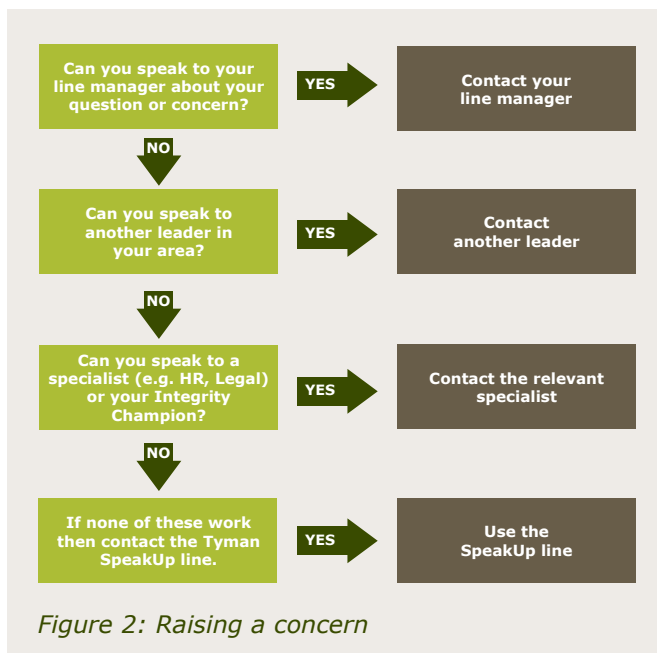 Can you speak to your
line manager about your
question or concern?
YES
Contact your
line manager
NO
Can you speak to
another leader in
your area?
YES
Contact
another leader
NO
Can you speak to a
specialist (e.g. HR, Legal)
or your Integrity
Champion?
YES
Contact the relevant
specialist
NO
If none of these work
then contact the Tyman
SpeakUp line.
YES
Use the
SpeakUp line
Figure 2: Raising a concern